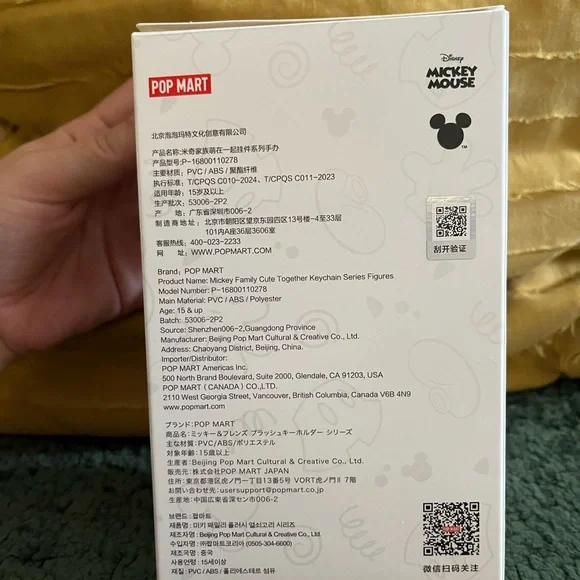 POP MART
Disney
MICKEY
MOUSE
TM
北京泡泡玛特文化创意有限公司
产品名称:米奇家族萌在一起挂件系列手办
产品型号:P-16800110278
主要材质: PVC / ABS / 聚酯纤维
执行标准: T/CPQS C010-2024、T/CPQS C011-2023
适用年龄: 15岁及以上
生产批次: 53006-2P2
产 地: 广东省深圳市006-2
制造商: 北京市朝阳区望京东园四区13号楼-4至33层
101内A座36层3606室
客服热线: 400-023-2233
网 址: WWW.POPMART.COM
刮开验证
Brand: POP MART
Product Name: Mickey Family Cute Together Keychain Series Figures
Model Number: P-16800110278
Main Material: PVC / ABS / Polyester
Age: 15 & up
Batch: 53006-2P2
Source: Shenzhen006-2,Guangdong Province
Manufacturer: Beijing Pop Mart Cultural & Creative Co., Ltd.
Address: Chaoyang District, Beijing, China.
Importer/Distributor:
POP MART Americas Inc.
500 North Brand Boulevard, Suite 2000, Glendale, CA 91203, USA
POP MART (CANADA) CO.,LTD.
2110 West Georgia Street, Vancouver, British Columbia, Canada V6B 4N9
www.popmart.com
ブランド: POP MART
商品名: ミッキー&フレンズ プラッシュキーホルダー シリーズ
主な材質: PVC/ABS/ポリエステル
対象年齢: 15歳以上
生産者: Beijing Pop Mart Cultural & Creative Co., Ltd.
販売元: 株式会社POP MART JAPAN
住所: 東京都港区虎ノ門一丁目13番5号 VORT虎ノ門Ⅱ 7階
お問い合わせ先: usersupport@popmart.co.jp
生産地: 中国広東省深セン市006-2
브랜드 : 팝마트
제품명 : 미키 패밀리 플러시 열쇠고리 시리즈
제조자명 : Beijing Pop Mart Cultural & Creative Co., Ltd.
수입자명 : ㈜팝마트코리아 (0505-304-6600)
제조국명 : 중국
사용연령 : 15세이상
재질 : PVC / ABS / 폴리에스테르 섬유
微信扫码关注